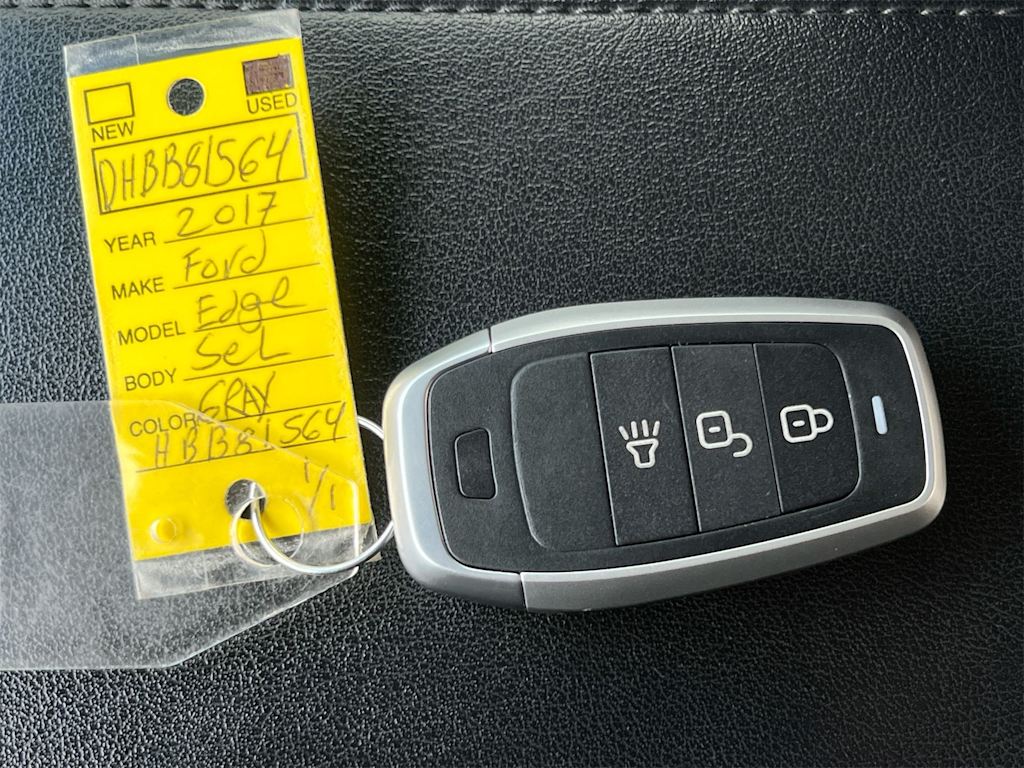 NEW USED
DHBB81564
YEAR 2017
MAKE Ford
MODEL Edge
BODY SeL
COLOR GRAY
HBB81564
1/1